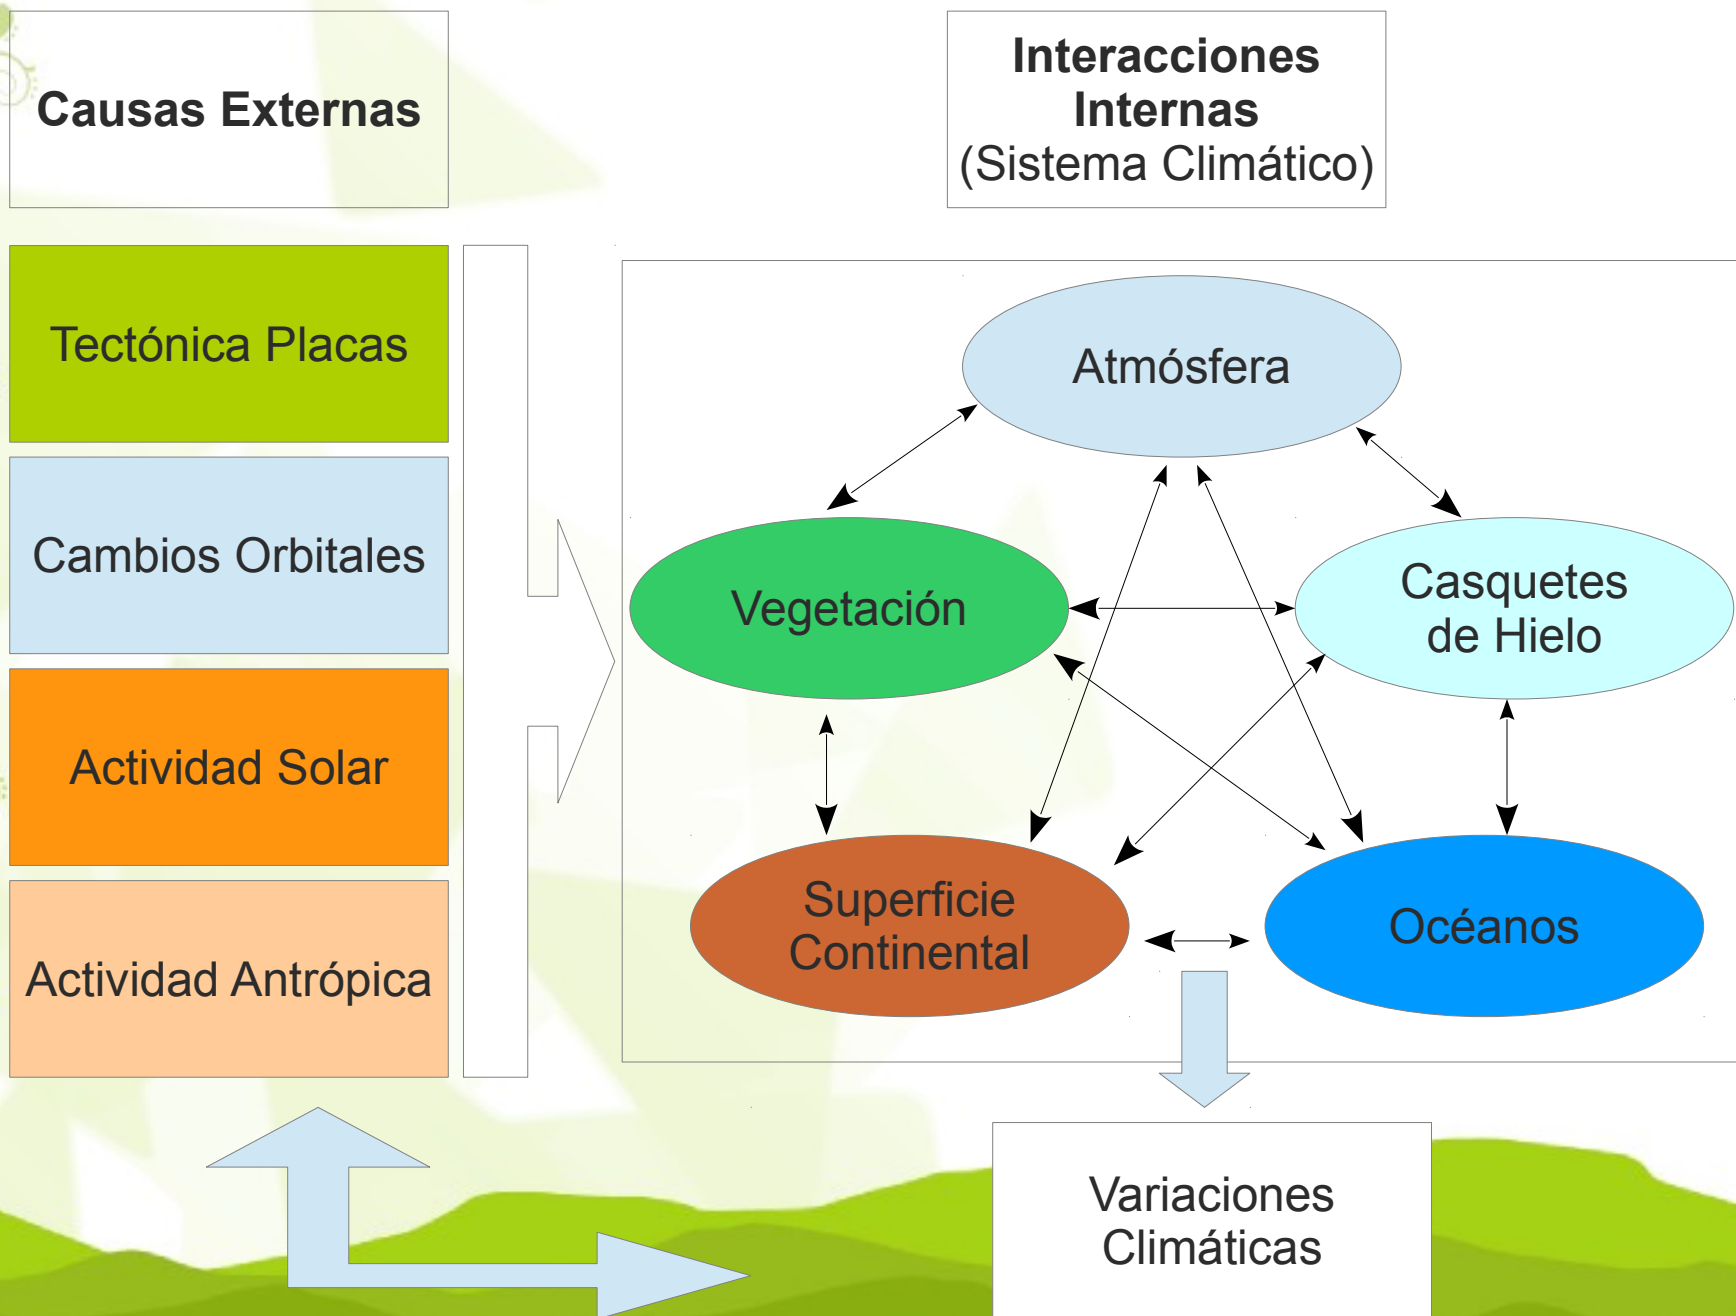 Causas Externas
Interacciones
Internas
(Sistema Climático)
Tectónica Placas
Cambios Orbitales
Actividad Solar
Actividad Antrópica
Atmósfera
Vegetación
Casquetes
de Hielo
Superficie
Continental
Océanos
Variaciones
Climáticas